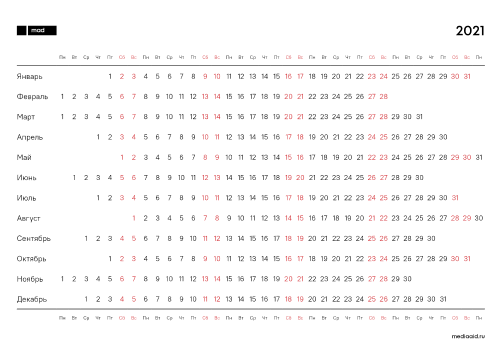 mad
2021
Пн Вт Ср Чт Пт Сб Вс Пн Вт Ср Чт Пт Сб Вс Пн Вт Ср Чт Пт Сб Вс Пн Вт Ср Чт Пт Сб Вс Пн Вт Ср Чт Пт Сб Вс Пн
Январь 1 2 3 4 5 6 7 8 9 10 11 12 13 14 15 16 17 18 19 20 21 22 23 24 25 26 27 28 29 30 31
Февраль 1 2 3 4 5 6 7 8 9 10 11 12 13 14 15 16 17 18 19 20 21 22 23 24 25 26 27 28
Март 1 2 3 4 5 6 7 8 9 10 11 12 13 14 15 16 17 18 19 20 21 22 23 24 25 26 27 28 29 30 31
Апрель 1 2 3 4 5 6 7 8 9 10 11 12 13 14 15 16 17 18 19 20 21 22 23 24 25 26 27 28 29 30
Май 1 2 3 4 5 6 7 8 9 10 11 12 13 14 15 16 17 18 19 20 21 22 23 24 25 26 27 28 29 30 31
Июнь 1 2 3 4 5 6 7 8 9 10 11 12 13 14 15 16 17 18 19 20 21 22 23 24 25 26 27 28 29 30
Июль 1 2 3 4 5 6 7 8 9 10 11 12 13 14 15 16 17 18 19 20 21 22 23 24 25 26 27 28 29 30 31
Август 1 2 3 4 5 6 7 8 9 10 11 12 13 14 15 16 17 18 19 20 21 22 23 24 25 26 27 28 29 30
Сентябрь 1 2 3 4 5 6 7 8 9 10 11 12 13 14 15 16 17 18 19 20 21 22 23 24 25 26 27 28 29 30
Октябрь 1 2 3 4 5 6 7 8 9 10 11 12 13 14 15 16 17 18 19 20 21 22 23 24 25 26 27 28 29 30 31
Ноябрь 1 2 3 4 5 6 7 8 9 10 11 12 13 14 15 16 17 18 19 20 21 22 23 24 25 26 27 28 29 30
Декабрь 1 2 3 4 5 6 7 8 9 10 11 12 13 14 15 16 17 18 19 20 21 22 23 24 25 26 27 28 29 30 31
Пн Вт Ср Чт Пт Сб Вс Пн Вт Ср Чт Пт Сб Вс Пн Вт Ср Чт Пт Сб Вс Пн Вт Ср Чт Пт Сб Вс Пн Вт Ср Чт Пт Сб Вс Пн
mediaaid.ru